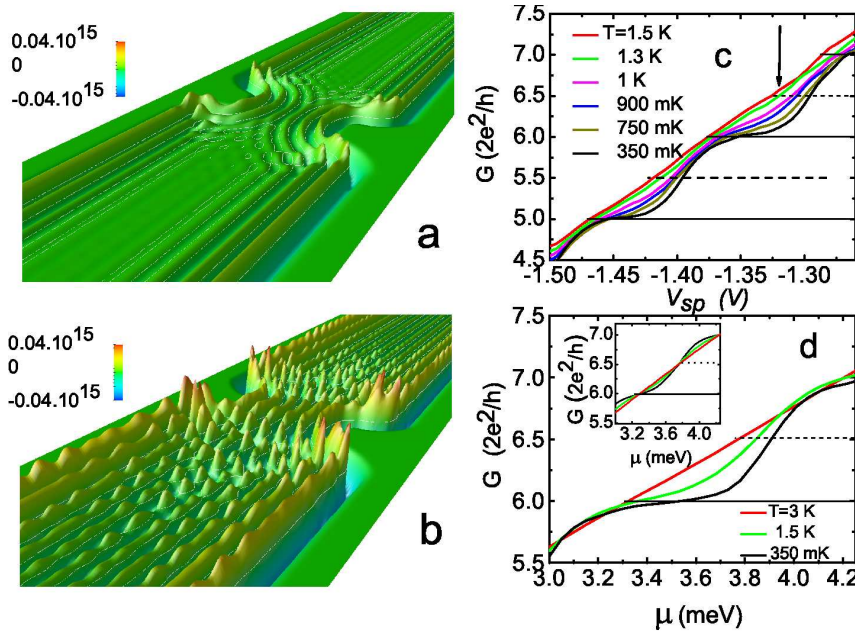 0.04.10^15
0
-0.04.10^15
a
0.04.10^15
0
-0.04.10^15
b
7.5
7.0
6.5
6.0
5.5
5.0
4.5
G (2e²/h)
T=1.5 K
1.3 K
1 K
900 mK
750 mK
350 mK
c
-1.50 -1.45 -1.40 -1.35 -1.30
V_sp (V)
7.5
7.0
6.5
6.0
5.5
G (2e²/h)
d
7.0
6.5
6.0
5.5
G (2e²/h)
3.2 3.6 4.0
μ (meV)
T=3 K
1.5 K
350 mK
3.0 3.2 3.4 3.6 3.8 4.0 4.2
μ (meV)